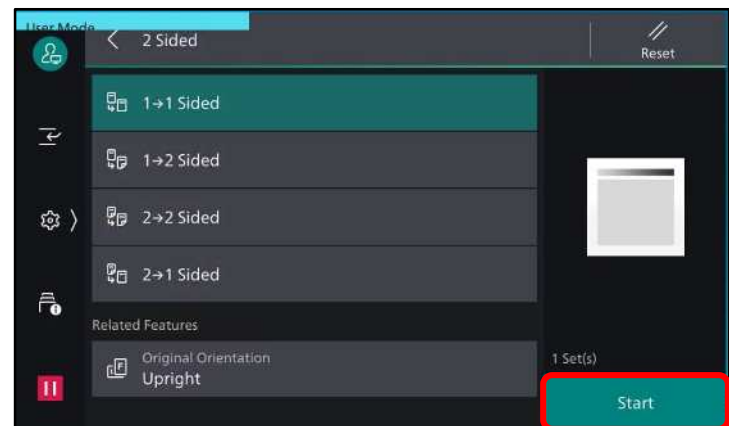 User Mode
2 Sided
Reset
1→1 Sided
1→2 Sided
2→2 Sided
2→1 Sided
Related Features
Original Orientation
Upright
1 Set(s)
Start